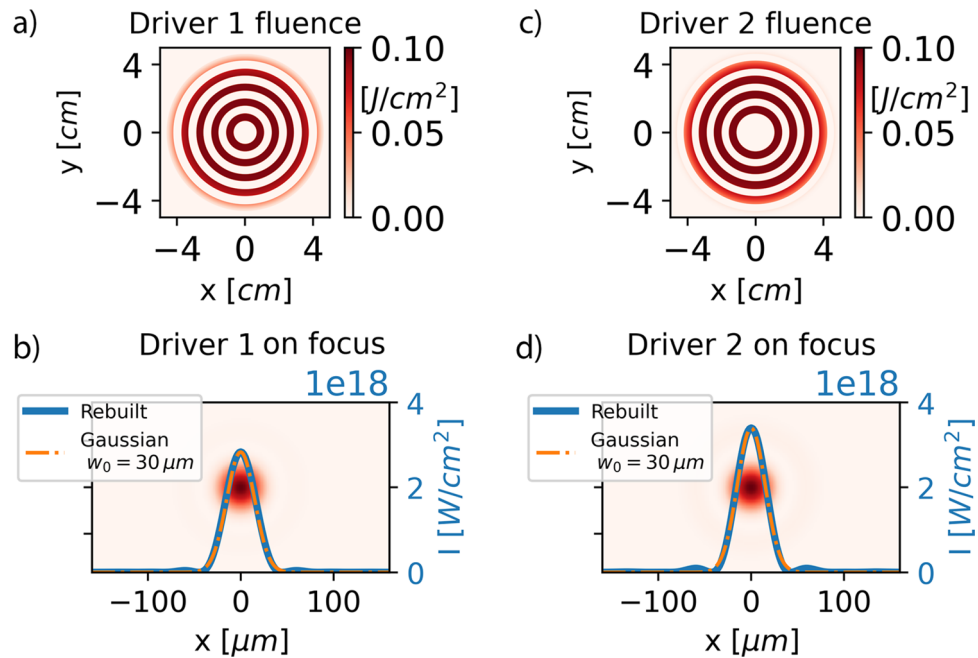 a) Driver 1 fluence
4
0
−4
y [cm]
−4 0 4
x [cm]
0.10
[J/cm²]
0.05
0.00
c) Driver 2 fluence
4
0
−4
y [cm]
−4 0 4
x [cm]
0.10
[J/cm²]
0.05
0.00
b) Driver 1 on focus
1e18
Rebuilt
Gaussian
w₀ = 30 μm
4
2
0
I [W/cm²]
−100 0 100
x [μm]
d) Driver 2 on focus
1e18
Rebuilt
Gaussian
w₀ = 30 μm
4
2
0
I [W/cm²]
−100 0 100
x [μm]